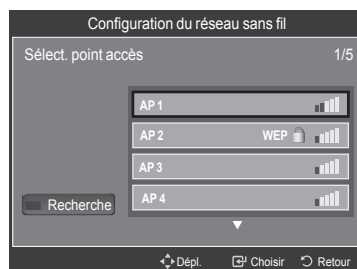 Configuration du réseau sans fil
Sélect. point accès 1/5
AP 1
AP 2 WEP
AP 3
AP 4
Recherche
Dépl. Choisir Retour